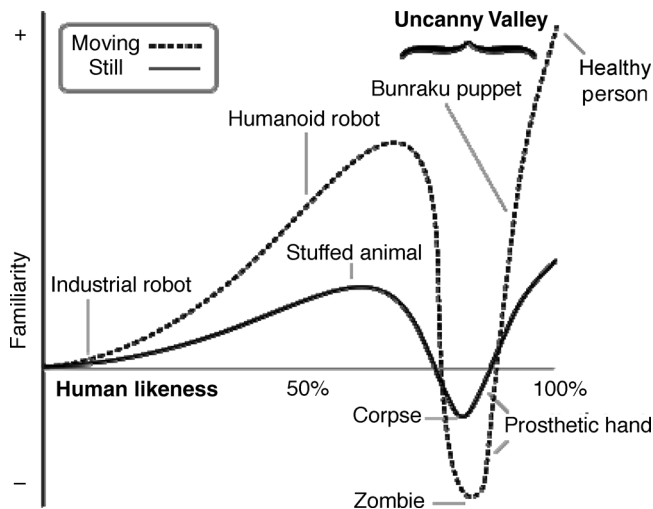 +
Moving
Still
Uncanny Valley
Healthy
person
Bunraku puppet
Humanoid robot
Stuffed animal
Industrial robot
Familiarity
Human likeness
50%
100%
Corpse
Prosthetic hand
–
Zombie